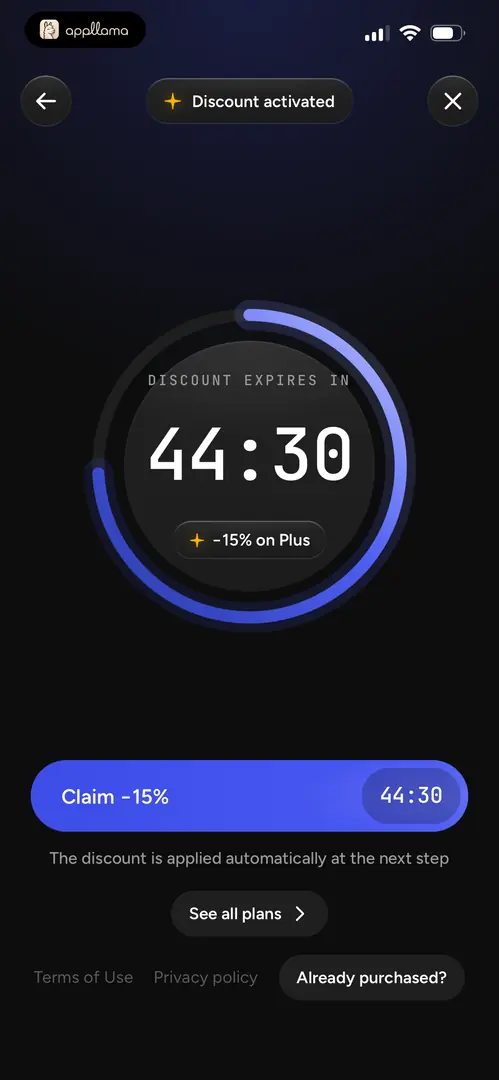 appllama
Discount activated
DISCOUNT EXPIRES IN
44:30
-15% on Plus
Claim -15%
44:30
The discount is applied automatically at the next step
See all plans
Terms of Use
Privacy policy
Already purchased?